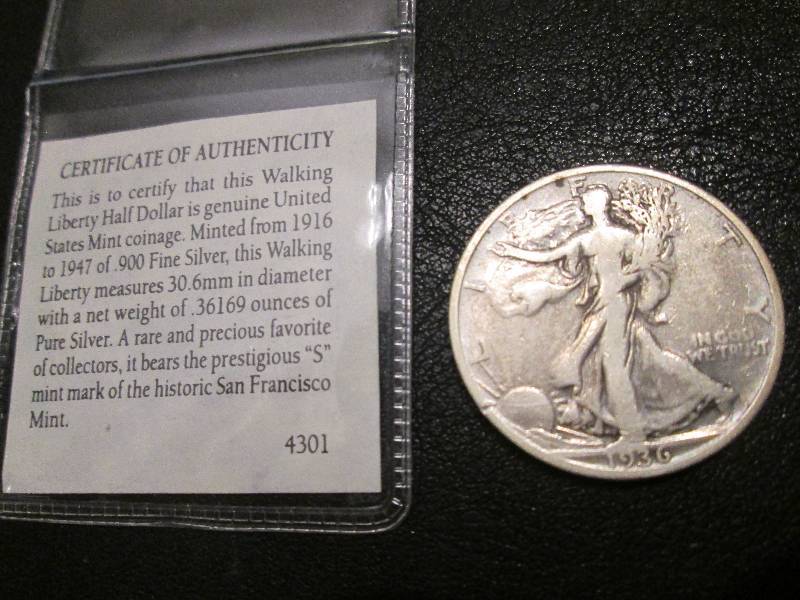 CERTIFICATE OF AUTHENTICITY
This is to certify that this Walking
Liberty Half Dollar is genuine United
States Mint coinage. Minted from 1916
to 1947 of .900 Fine Silver, this Walking
Liberty measures 30.6mm in diameter
with a net weight of .36169 ounces of
Pure Silver. A rare and precious favorite
of collectors, it bears the prestigious "S"
mint mark of the historic San Francisco
Mint.
4301
LIBERTY
IN GOD
WE TRUST
1936